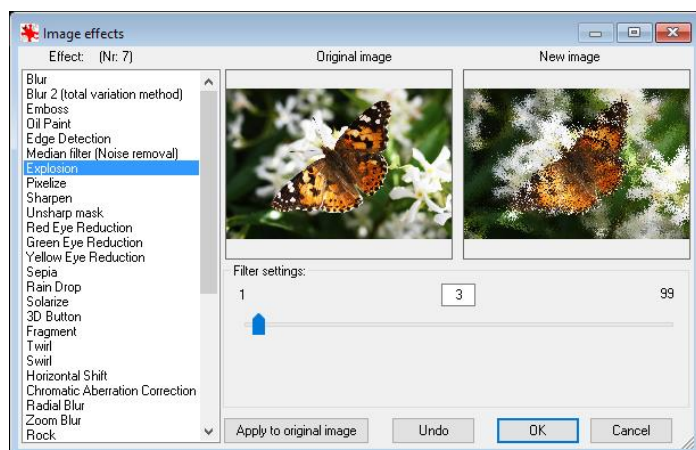 Image effects
Effect: (Nr: 7)
Original image
New image
Blur
Blur 2 (total variation method)
Emboss
Oil Paint
Edge Detection
Median filter (Noise removal)
Explosion
Pixelize
Sharpen
Unsharp mask
Red Eye Reduction
Green Eye Reduction
Yellow Eye Reduction
Sepia
Rain Drop
Solarize
3D Button
Fragment
Twirl
Swirl
Horizontal Shift
Chromatic Aberration Correction
Radial Blur
Zoom Blur
Rock
Filter settings:
1 3 99
Apply to original image
Undo
OK
Cancel